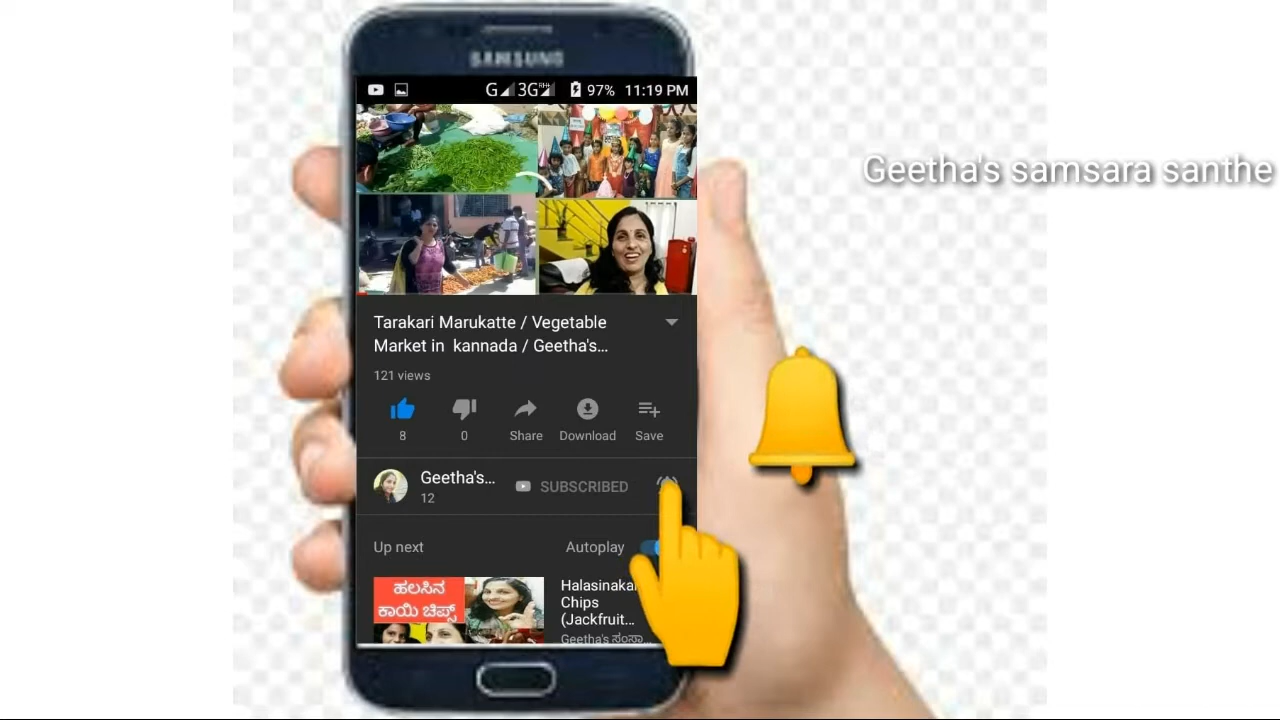 SAMSUNG
G 3G 97% 11:19 PM
Geetha's samsara santhe
Tarakari Marukatte / Vegetable
Market in kannada / Geetha's...
121 views
8 0 Share Download Save
Geetha's... SUBSCRIBED
12
Up next Autoplay
ಹಲಸಿನ
ಕಾಯಿ ಚಿಪ್ಸ್
Halasinaka
Chips
(Jackfruit...
Geetha's ಸಂಸಾ...